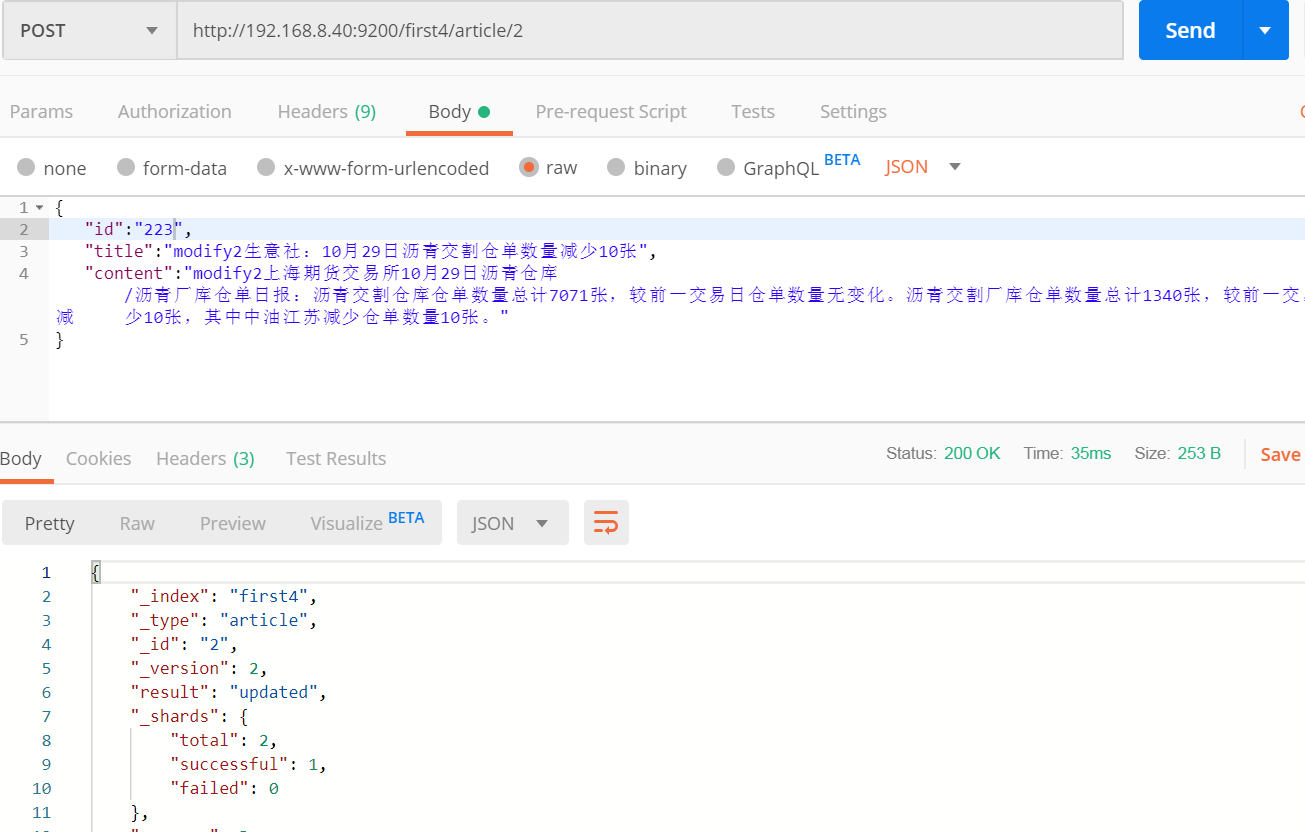 POST http://192.168.8.40:9200/first4/article/2 Send
Params Authorization Headers (9) Body Pre-request Script Tests Settings
none form-data x-www-form-urlencoded raw binary GraphQL BETA JSON
1 {
2 "id":"223",
3 "title":"modify2生意社：10月29日沥青交割仓单数量减少10张",
4 "content":"modify2上海期货交易所10月29日沥青仓库
/沥青厂库仓单日报：沥青交割仓库仓单数量总计7071张，较前一交易日仓单数量无变化。沥青交割厂库仓单数量总计1340张，较前一交
减 少10张，其中中油江苏减少仓单数量10张。"
5 }
Body Cookies Headers (3) Test Results Status: 200 OK Time: 35ms Size: 253 B Save
Pretty Raw Preview Visualize BETA JSON
1 {
2 "_index": "first4",
3 "_type": "article",
4 "_id": "2",
5 "_version": 2,
6 "result": "updated",
7 "_shards": {
8 "total": 2,
9 "successful": 1,
10 "failed": 0
11 },